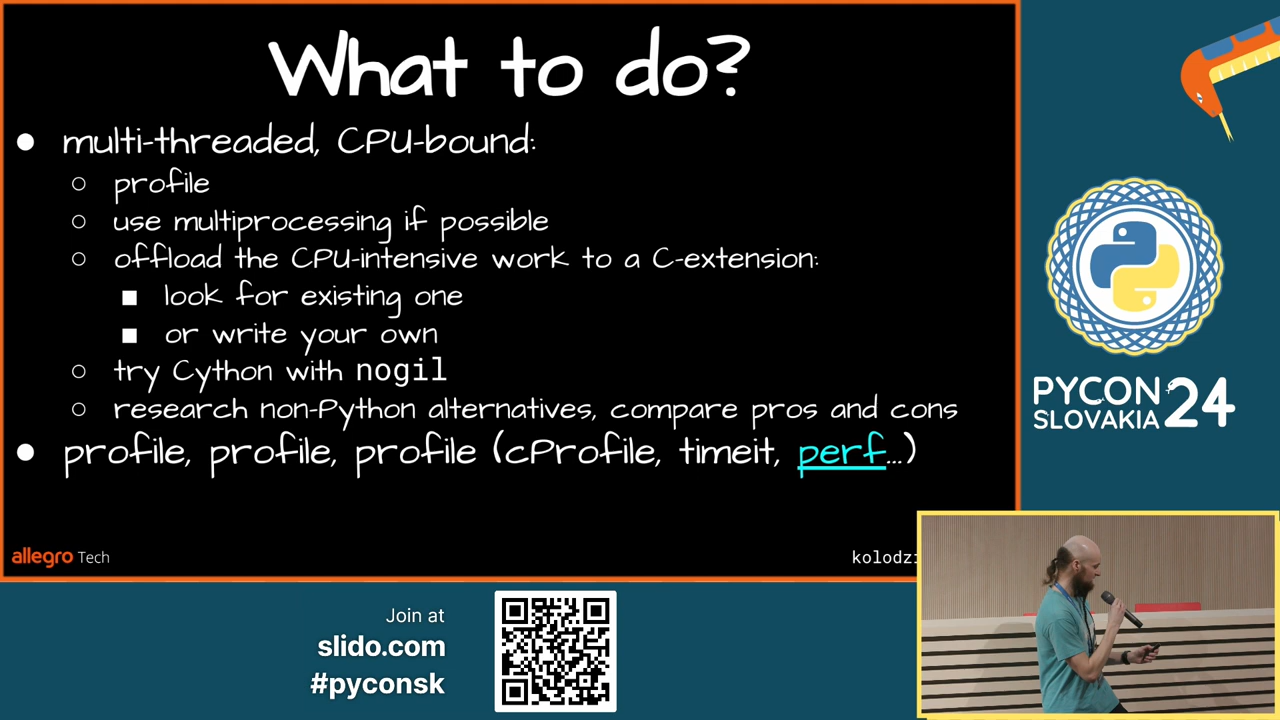 What to do?
● multi-threaded, CPU-bound:
○ profile
○ use multiprocessing if possible
○ offload the CPU-intensive work to a C-extension:
■ look for existing one
■ or write your own
○ try Cython with nogil
○ research non-Python alternatives, compare pros and cons
● profile, profile, profile (cProfile, timeit, perf...)
allegro Tech
PYCON
SLOVAKIA 24
Join at
slido.com
#pyconsk